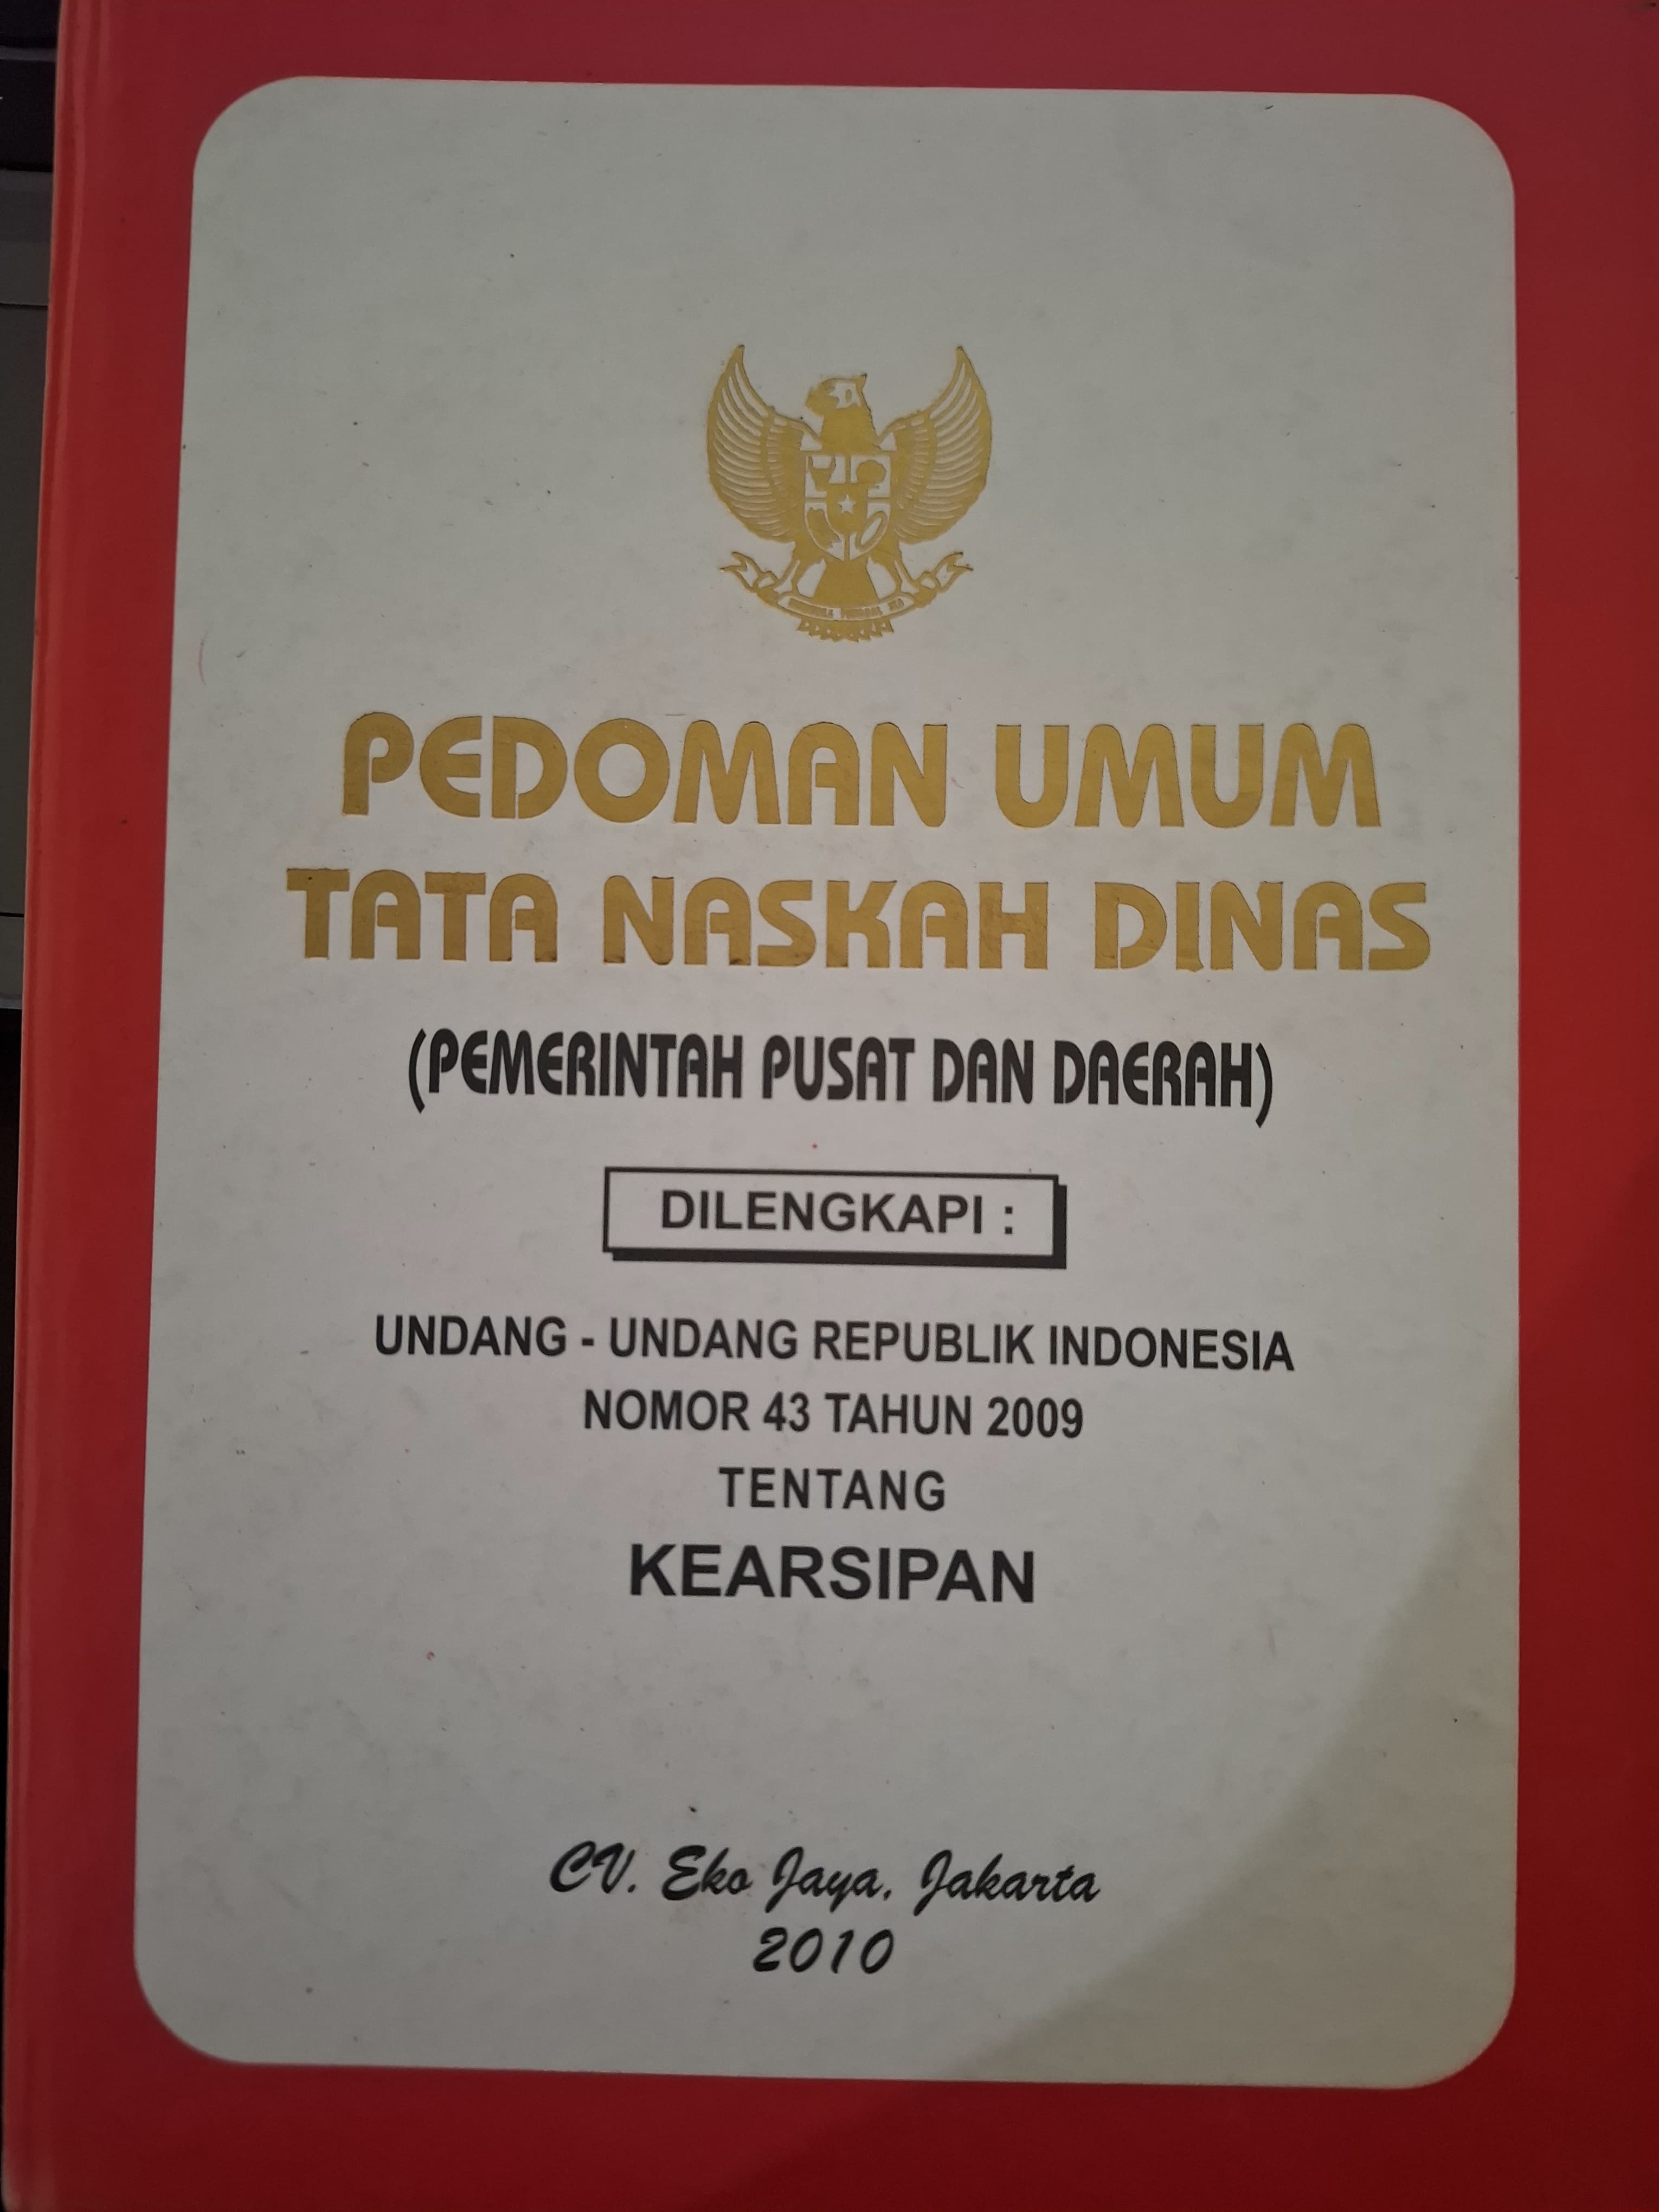 PEDOMAN UMUM
TATA NASKAH DINAS
(PEMERINTAH PUSAT DAN DAERAH)
DILENGKAPI :
UNDANG - UNDANG REPUBLIK INDONESIA
NOMOR 43 TAHUN 2009
TENTANG
KEARSIPAN
CV. Eko Jaya, Jakarta
2010